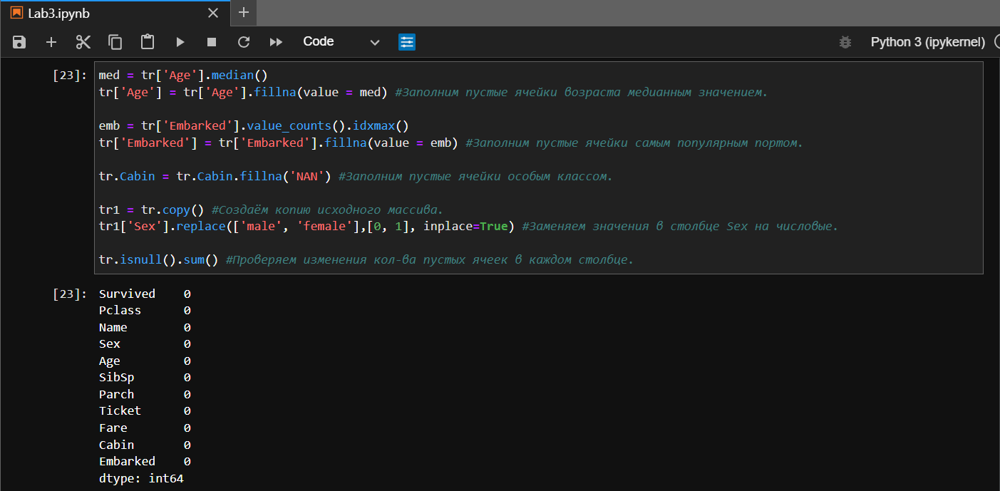 Lab3.ipynb
Code
Python 3 (ipykernel)
[23]: med = tr['Age'].median()
tr['Age'] = tr['Age'].fillna(value = med) #Заполним пустые ячейки возраста медианным значением.
emb = tr['Embarked'].value_counts().idxmax()
tr['Embarked'] = tr['Embarked'].fillna(value = emb) #Заполним пустые ячейки самым популярным портом.
tr.Cabin = tr.Cabin.fillna('NAN') #Заполним пустые ячейки особым классом.
tr1 = tr.copy() #Создаём копию исходного массива.
tr1['Sex'].replace(['male', 'female'],[0, 1], inplace=True) #Заменяем значения в столбце Sex на числовые.
tr.isnull().sum() #Проверяем изменения кол-ва пустых ячеек в каждом столбце.
[23]: Survived 0
Pclass 0
Name 0
Sex 0
Age 0
SibSp 0
Parch 0
Ticket 0
Fare 0
Cabin 0
Embarked 0
dtype: int64